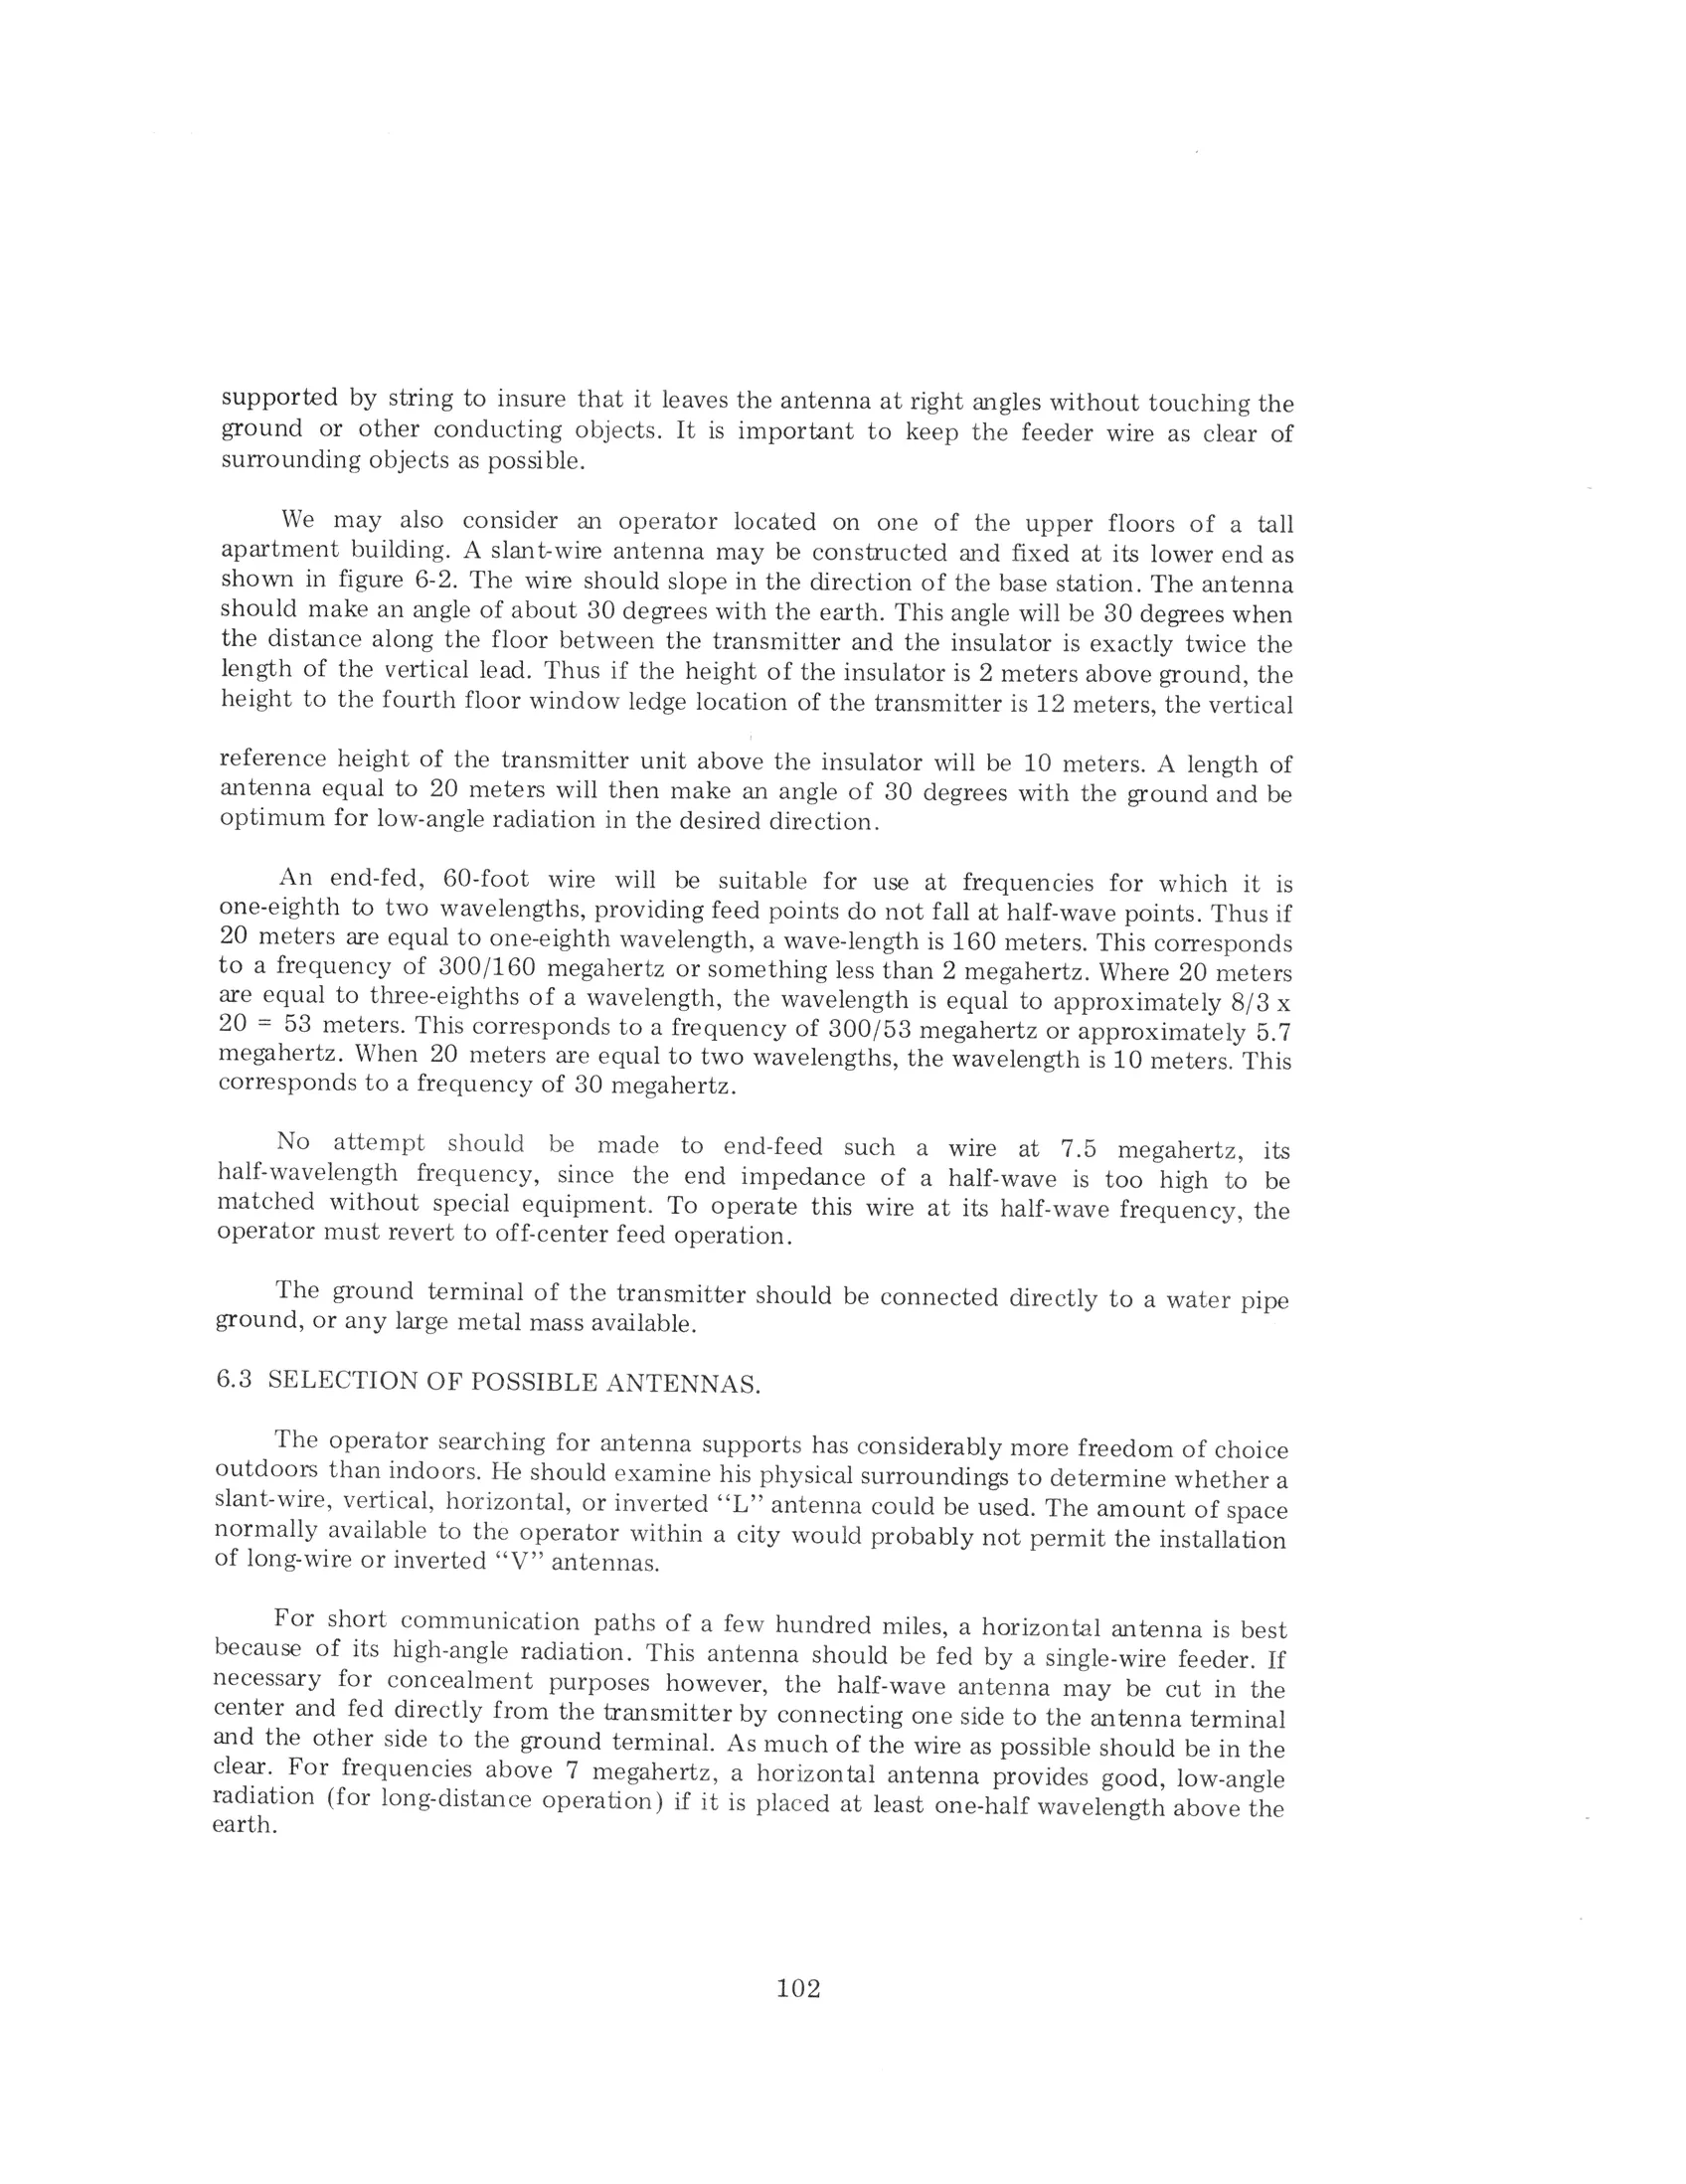 supported by string to insure that it leaves the antenna at right angles without touching the
ground or other conducting objects. It is important to keep the feeder wire as clear of
surrounding objects as possible.
We may also consider an operator located on one of the upper floors of a tall
apartment building. A slant-wire antenna may be constructed and fixed at its lower end as
shown in figure 6-2. The wire should slope in the direction of the base station. The antenna
should make an angle of about 30 degrees with the earth. This angle will be 30 degrees when
the distance along the floor between the transmitter and the insulator is exactly twice the
length of the vertical lead. Thus if the height of the insulator is 2 meters above ground, the
height to the fourth floor window ledge location of the transmitter is 12 meters, the vertical
reference height of the transmitter unit above the insulator will be 10 meters. A length of
antenna equal to 20 meters will then make an angle of 30 degrees with the ground and be
optimum for low-angle radiation in the desired direction.
An end-fed, 60-foot wire will be suitable for use at frequencies for which it is
one-eighth to two wavelengths, providing feed points do not fall at half-wave points. Thus if
20 meters are equal to one-eighth wavelength, a wave-length is 160 meters. This corresponds
to a frequency of 300/160 megahertz or something less than 2 megahertz. Where 20 meters
are equal to three-eighths of a wavelength, the wavelength is equal to approximately 8/3 x
20 = 53 meters. This corresponds to a frequency of 300/53 megahertz or approximately 5.7
megahertz. When 20 meters are equal to two wavelengths, the wavelength is 10 meters. This
corresponds to a frequency of 30 megahertz.
No attempt should be made to end-feed such a wire at 7.5 megahertz, its
half-wavelength frequency, since the end impedance of a half-wave is too high to be
matched without special equipment. To operate this wire at its half-wave frequency, the
operator must revert to off-center feed operation.
The ground terminal of the transmitter should be connected directly to a water pipe
ground, or any large metal mass available.
6.3 SELECTION OF POSSIBLE ANTENNAS.
The operator searching for antenna supports has considerably more freedom of choice
outdoors than indoors. He should examine his physical surroundings to determine whether a
slant-wire, vertical, horizontal, or inverted “L” antenna could be used. The amount of space
normally available to the operator within a city would probably not permit the installation
of long-wire or inverted “V” antennas.
For short communication paths of a few hundred miles, a horizontal antenna is best
because of its high-angle radiation. This antenna should be fed by a single-wire feeder. If
necessary for concealment purposes however, the half-wave antenna may be cut in the
center and fed directly from the transmitter by connecting one side to the antenna terminal
and the other side to the ground terminal. As much of the wire as possible should be in the
clear. For frequencies above 7 megahertz, a horizontal antenna provides good, low-angle
radiation (for long-distance operation) if it is placed at least one-half wavelength above the
earth.
102